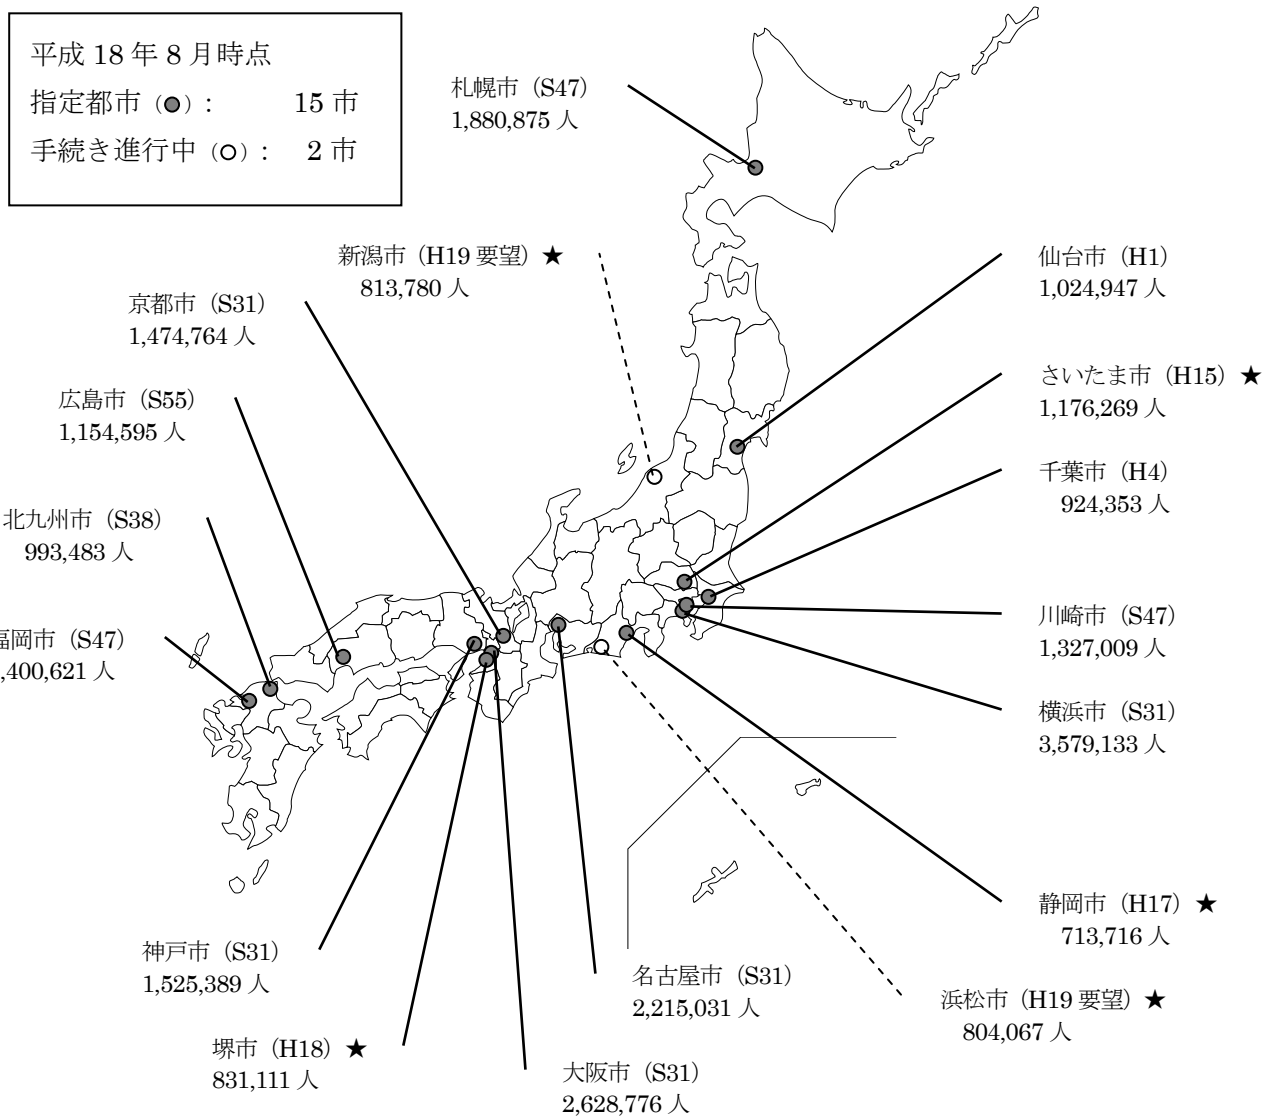 平成 18 年 8 月時点
指定都市（●）: 15 市
手続き進行中（○）: 2 市
札幌市（S47）
1,880,875 人
新潟市（H19 要望）★
813,780 人
仙台市（H1）
1,024,947 人
京都市（S31）
1,474,764 人
さいたま市（H15）★
1,176,269 人
広島市（S55）
1,154,595 人
千葉市（H4）
924,353 人
北九州市（S38）
993,483 人
川崎市（S47）
1,327,009 人
福岡市（S47）
,400,621 人
横浜市（S31）
3,579,133 人
静岡市（H17）★
713,716 人
神戸市（S31）
1,525,389 人
名古屋市（S31）
2,215,031 人
浜松市（H19 要望）★
804,067 人
堺市（H18）★
831,111 人
大阪市（S31）
2,628,776 人